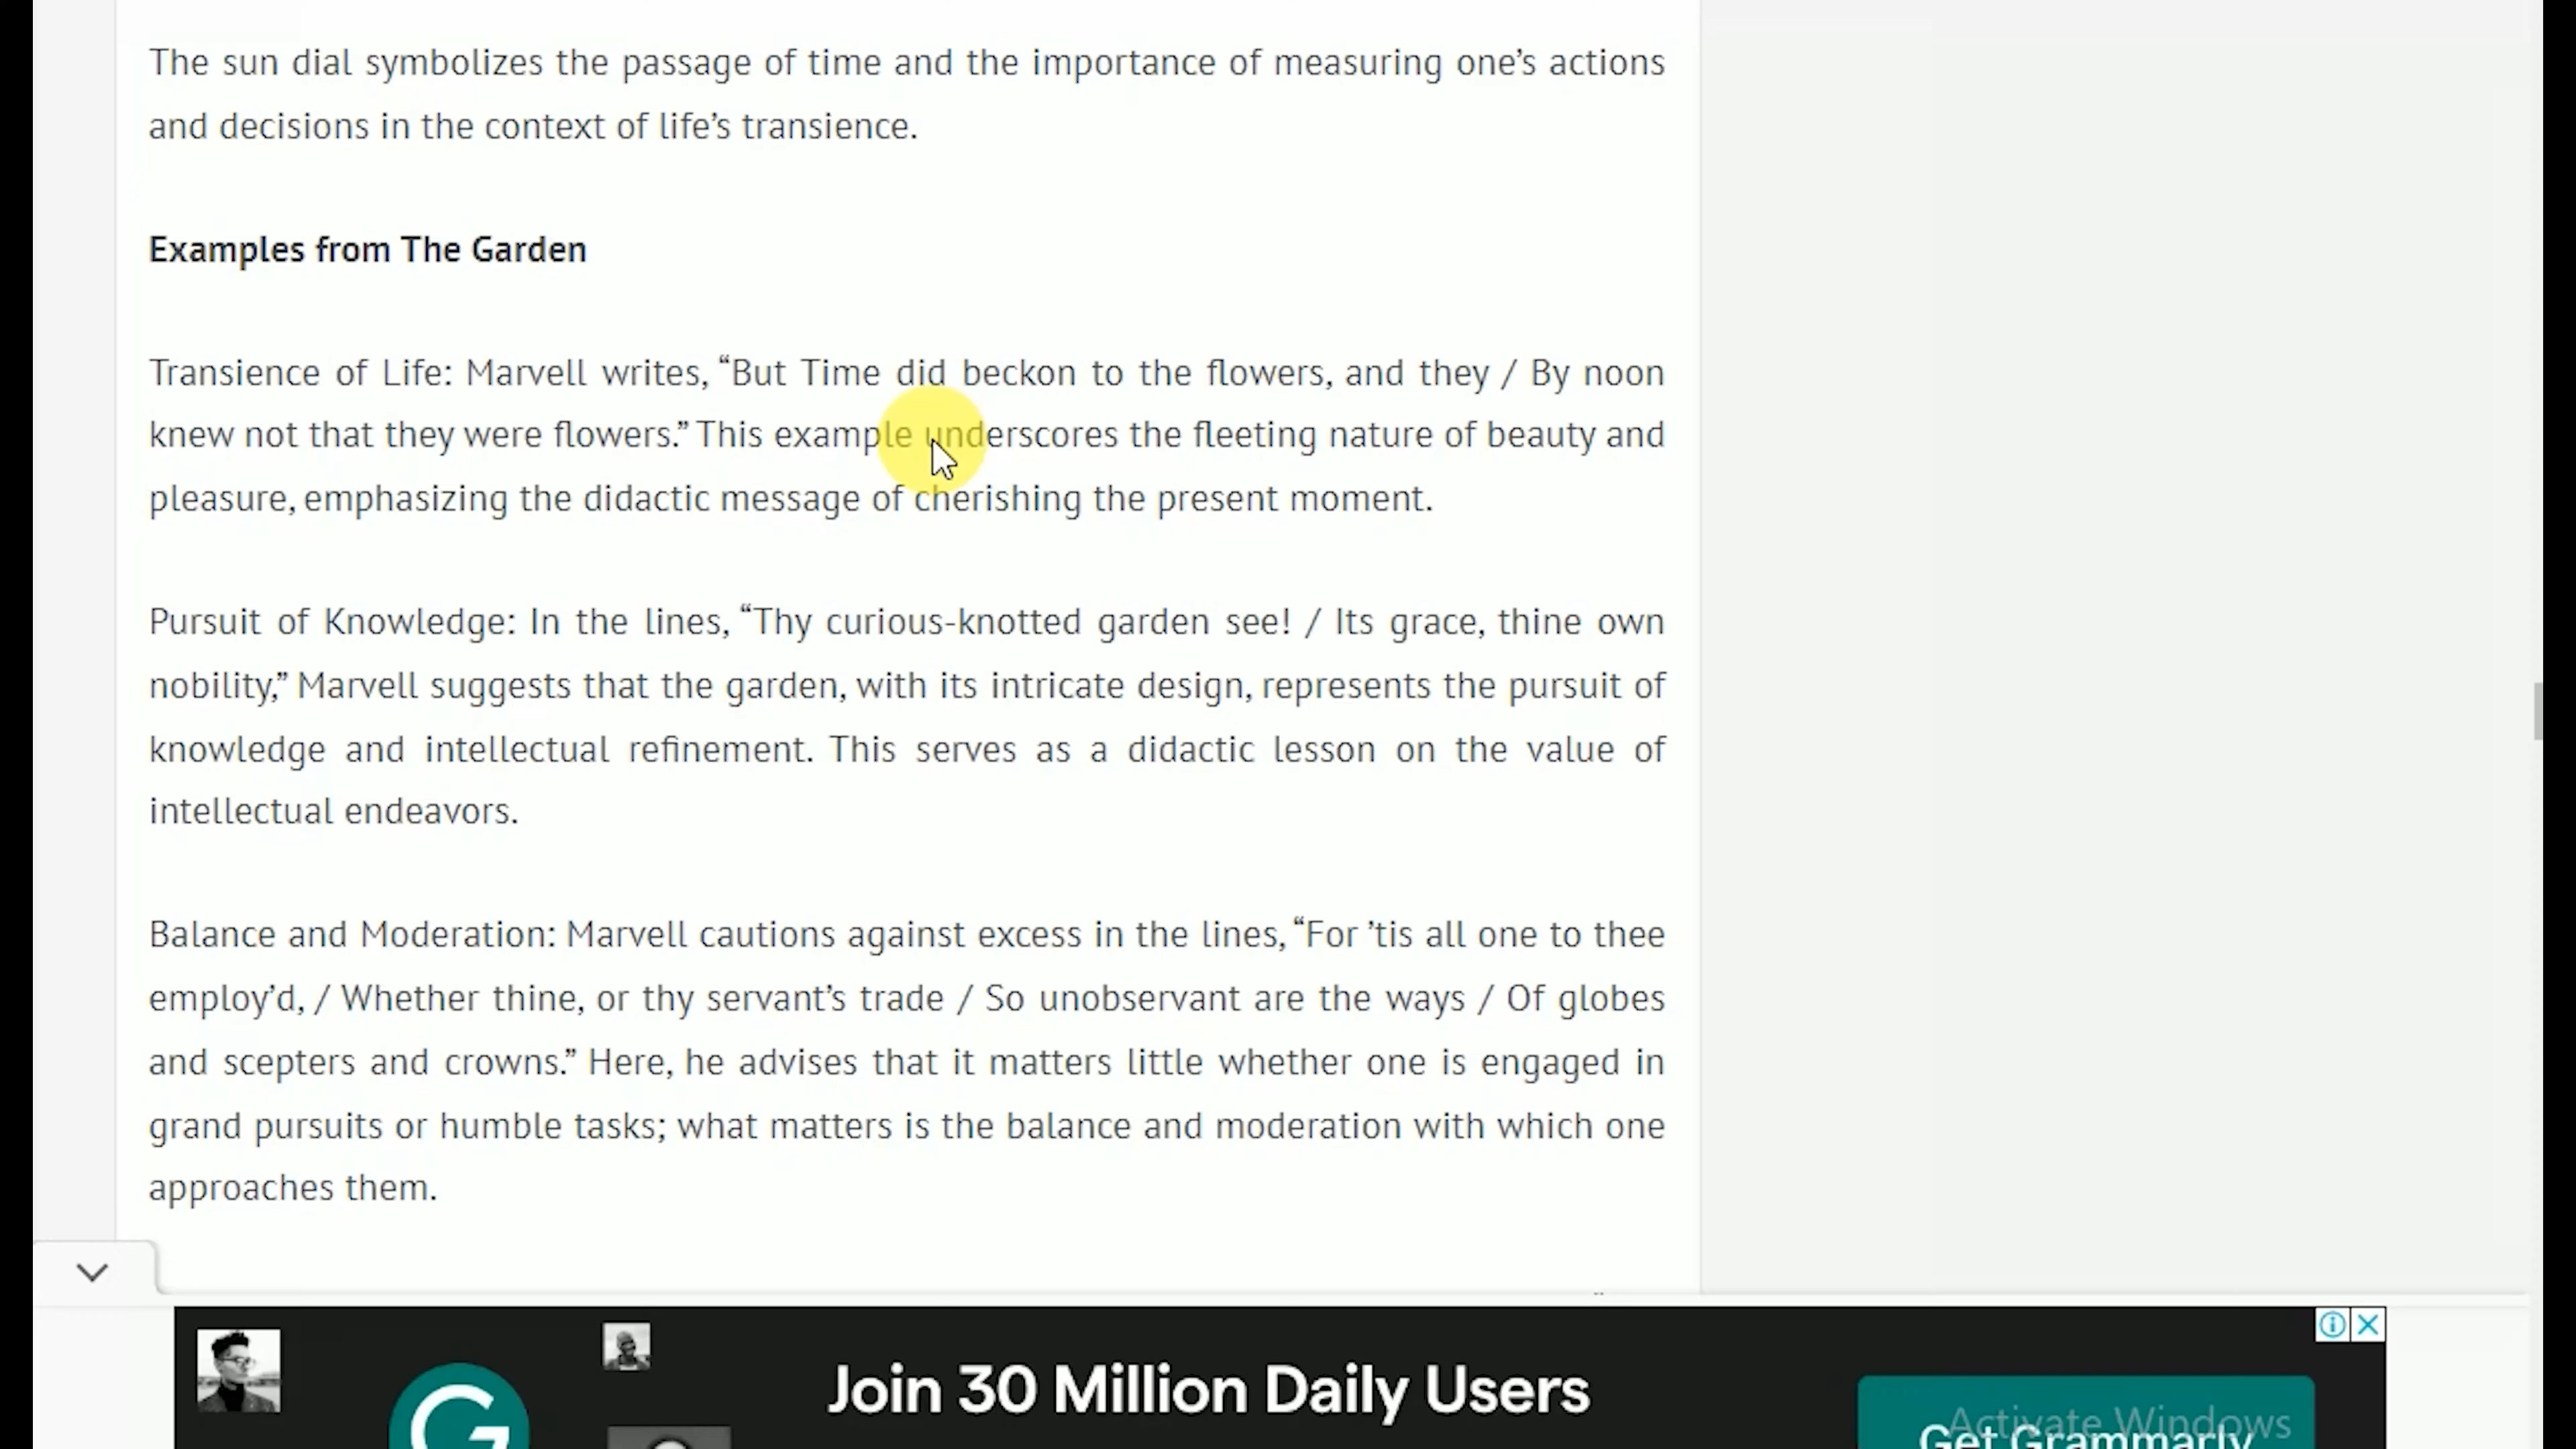 The sun dial symbolizes the passage of time and the importance of measuring one’s actions
and decisions in the context of life’s transience.
Examples from The Garden
Transience of Life: Marvell writes, “But Time did beckon to the flowers, and they / By noon
knew not that they were flowers.” This example underscores the fleeting nature of beauty and
pleasure, emphasizing the didactic message of cherishing the present moment.
Pursuit of Knowledge: In the lines, “Thy curious-knotted garden see! / Its grace, thine own
nobility,” Marvell suggests that the garden, with its intricate design, represents the pursuit of
knowledge and intellectual refinement. This serves as a didactic lesson on the value of
intellectual endeavors.
Balance and Moderation: Marvell cautions against excess in the lines, “For ’tis all one to thee
employ’d, / Whether thine, or thy servant’s trade / So unobservant are the ways / Of globes
and scepters and crowns.” Here, he advises that it matters little whether one is engaged in
grand pursuits or humble tasks; what matters is the balance and moderation with which one
approaches them.
Join 30 Million Daily Users
Activate Windows
Get Grammarly